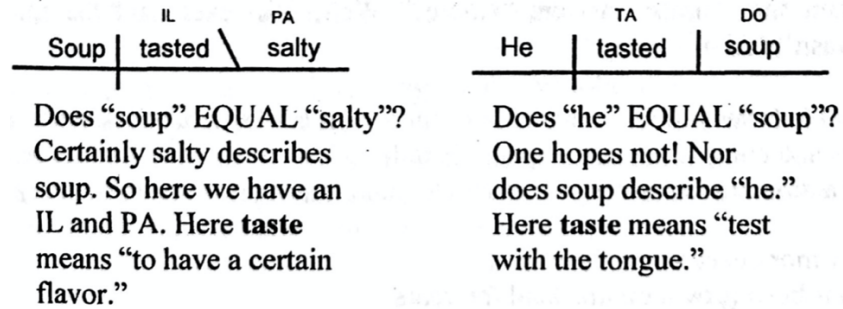 IL PA
Soup tasted salty
Does “soup” EQUAL “salty”?
Certainly salty describes
soup. So here we have an
IL and PA. Here taste
means “to have a certain
flavor.”
TA DO
He tasted soup
Does “he” EQUAL “soup”?
One hopes not! Nor
does soup describe “he.”
Here taste means “test
with the tongue.”